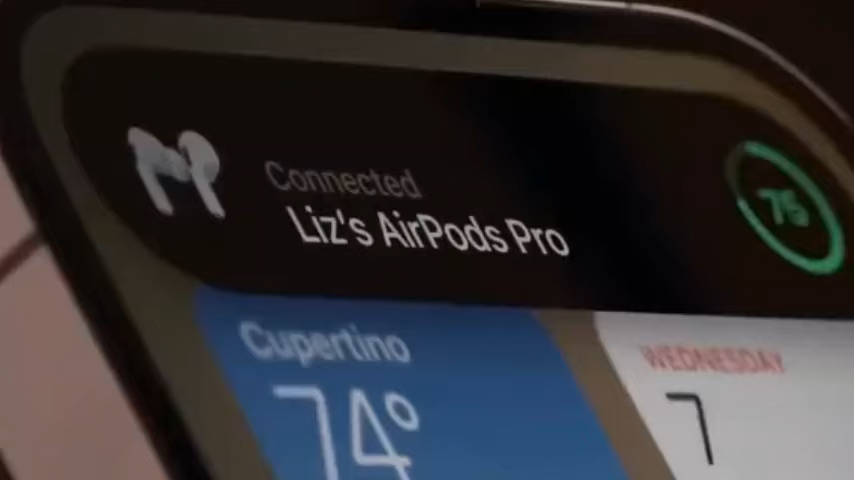 Connected
Liz's AirPods Pro
75
Cupertino
74°
WEDNESDAY
7